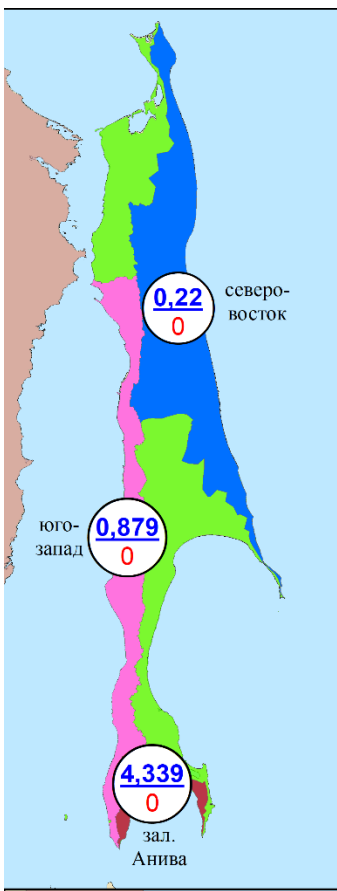 0,22
0
северо-
восток
юго-
запад
0,879
0
4,339
0
зал.
Анива